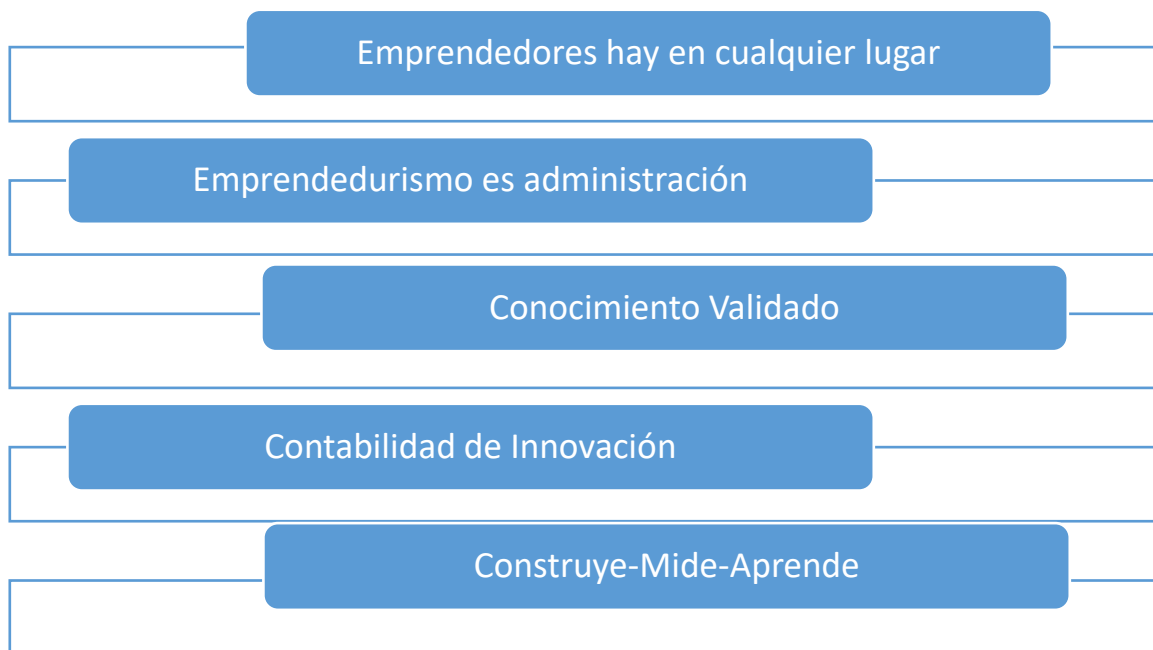 Emprendedores hay en cualquier lugar
Emprendedurismo es administración
Conocimiento Validado
Contabilidad de Innovación
Construye-Mide-Aprende